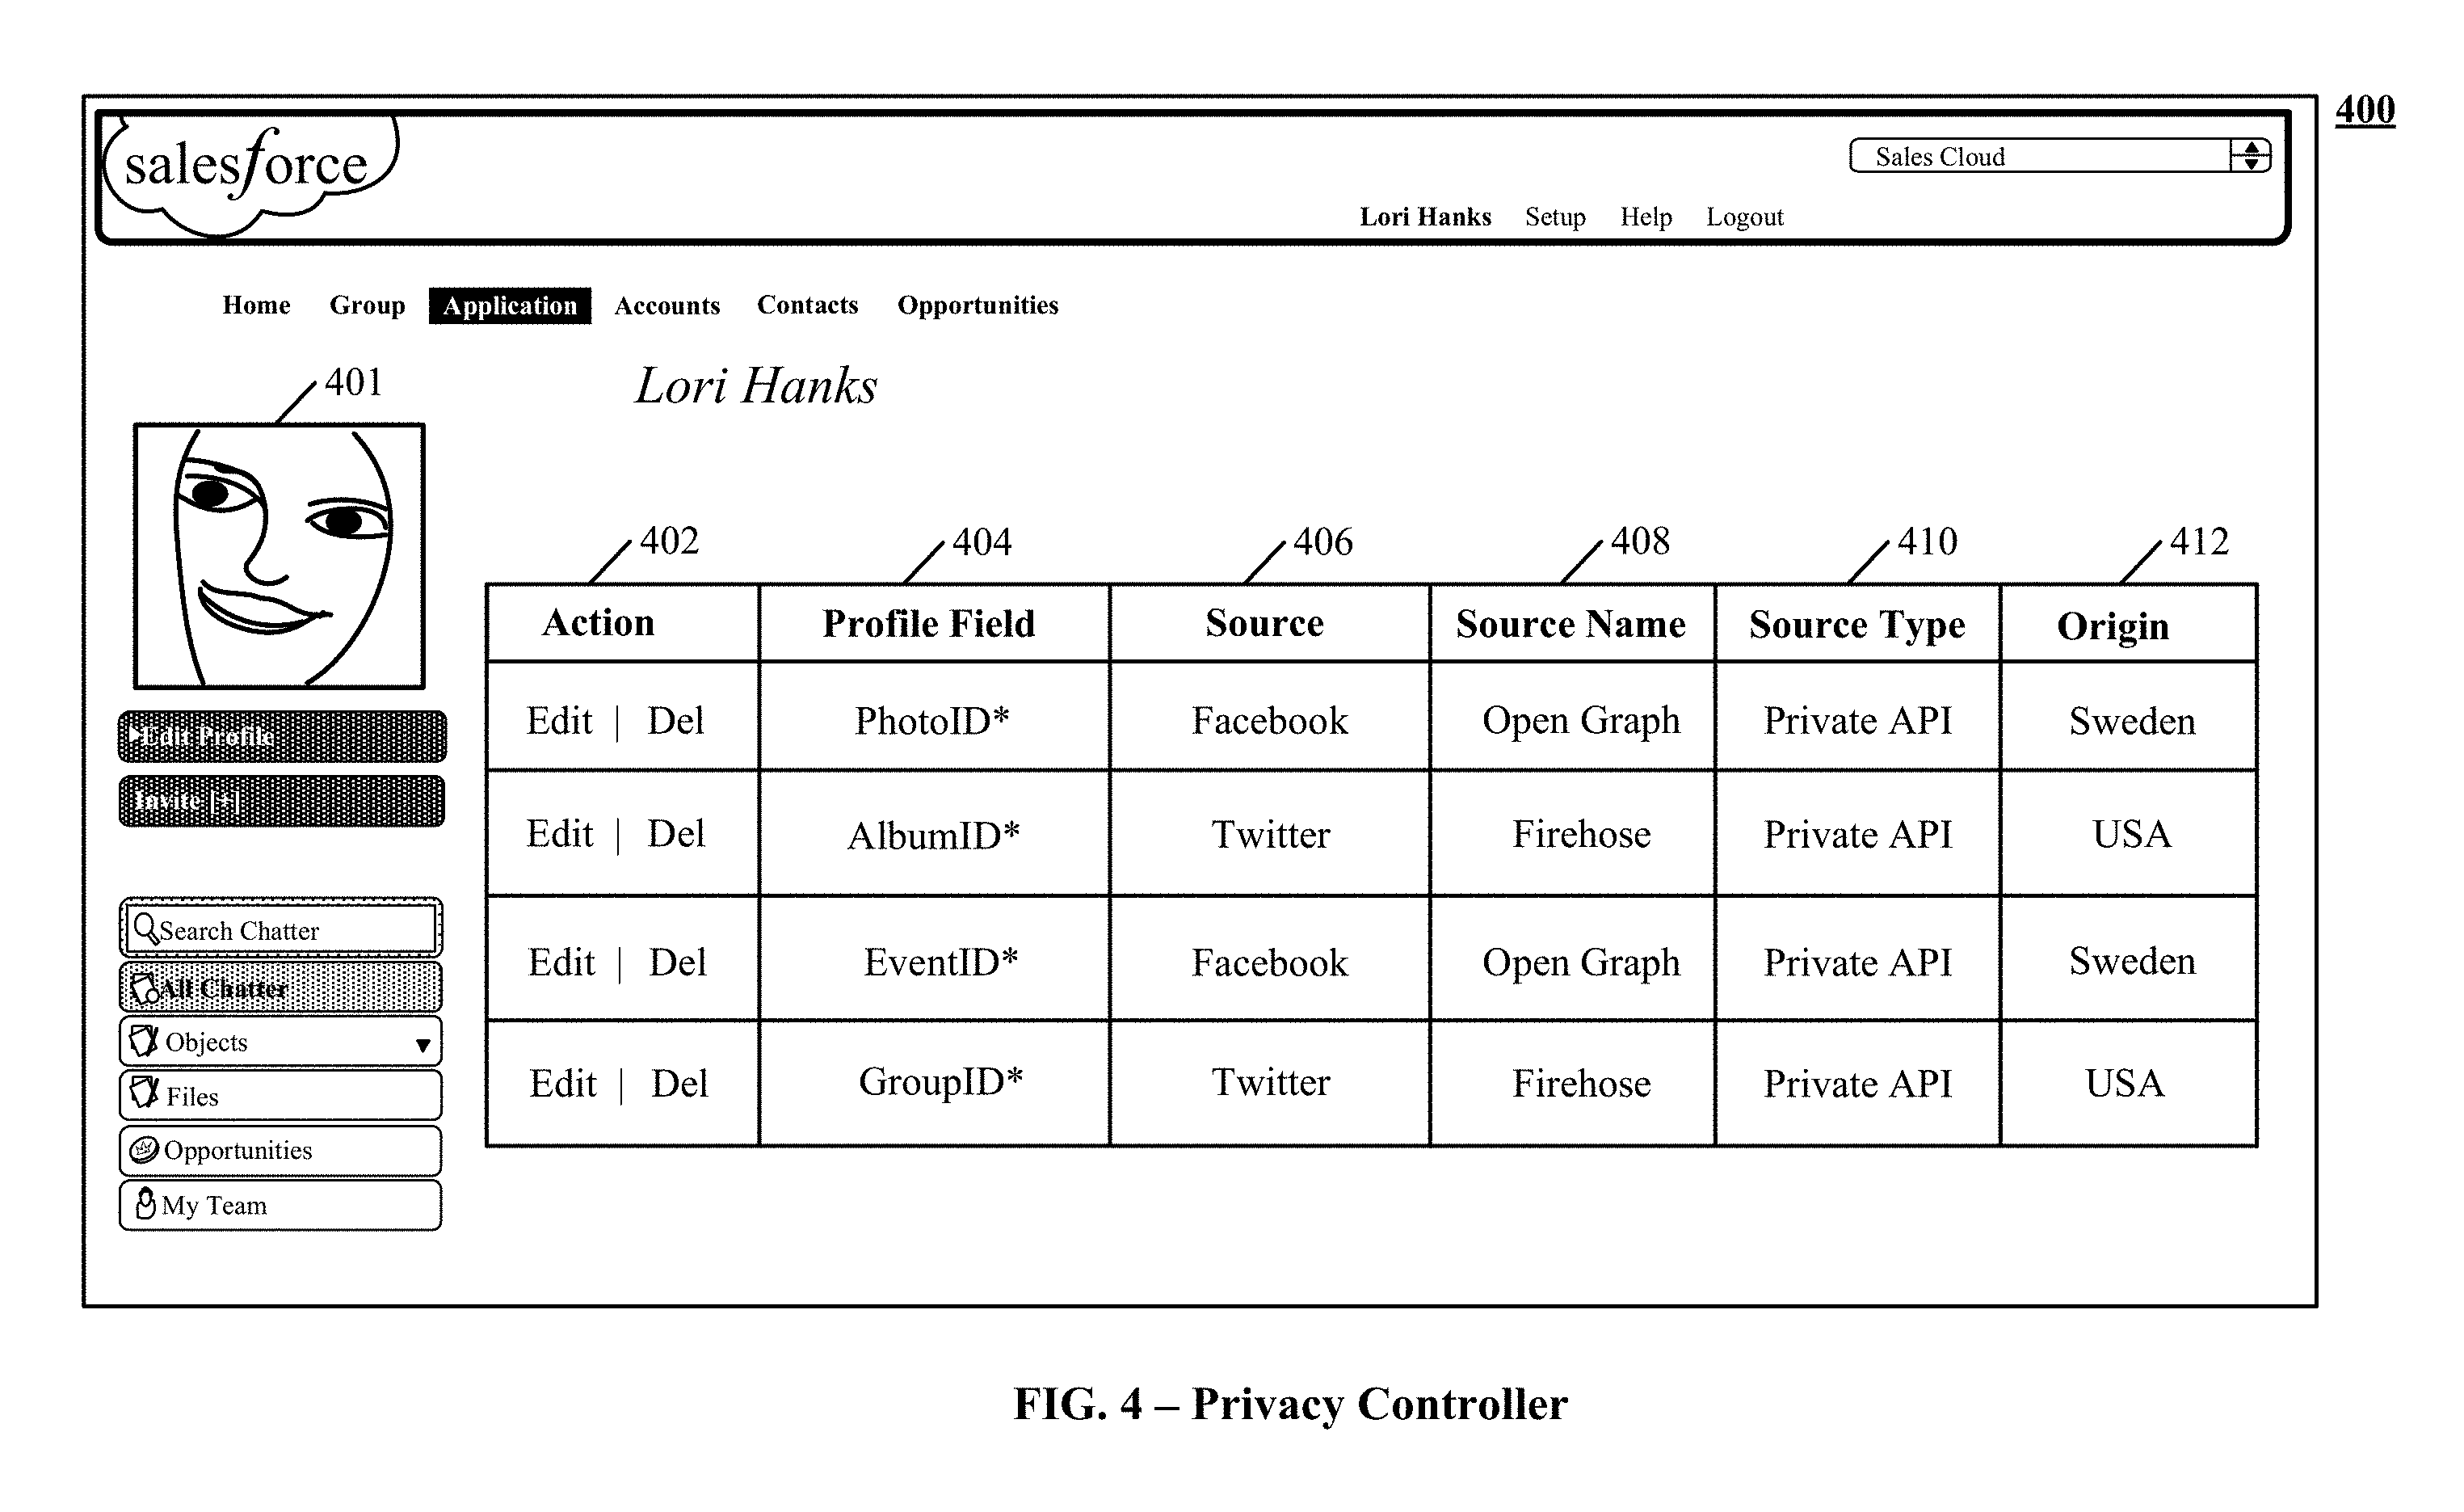 400
salesforce
Sales Cloud
Lori Hanks Setup Help Logout
Home Group Application Accounts Contacts Opportunities
401
Lori Hanks
402 404 406 408 410 412
Action Profile Field Source Source Name Source Type Origin
Edit | Del PhotoID* Facebook Open Graph Private API Sweden
Edit | Del AlbumID* Twitter Firehose Private API USA
Edit | Del EventID* Facebook Open Graph Private API Sweden
Edit | Del GroupID* Twitter Firehose Private API USA
Edit Profile
Invite [+]
Search Chatter
All Chatter
Objects
Files
Opportunities
My Team
FIG. 4 – Privacy Controller